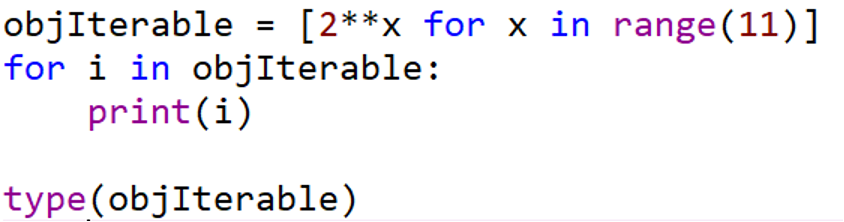 objIterable = [2**x for x in range(11)]
for i in objIterable:
    print(i)
type(objIterable)